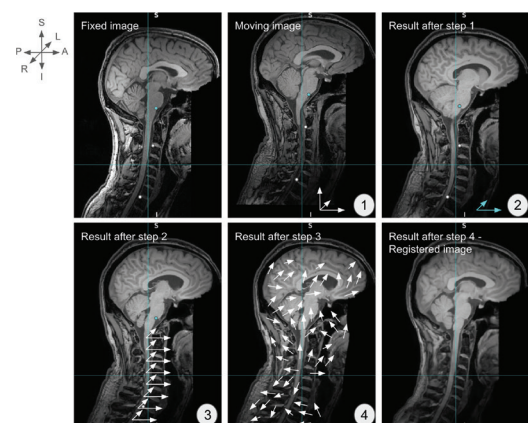 S
L
P
A
R
I
Fixed image
S
I
Moving image
S
I
1
Result after step 1
S
I
2
Result after step 2
S
3
Result after step 3
S
4
Result after step 4 -
Registered image
S